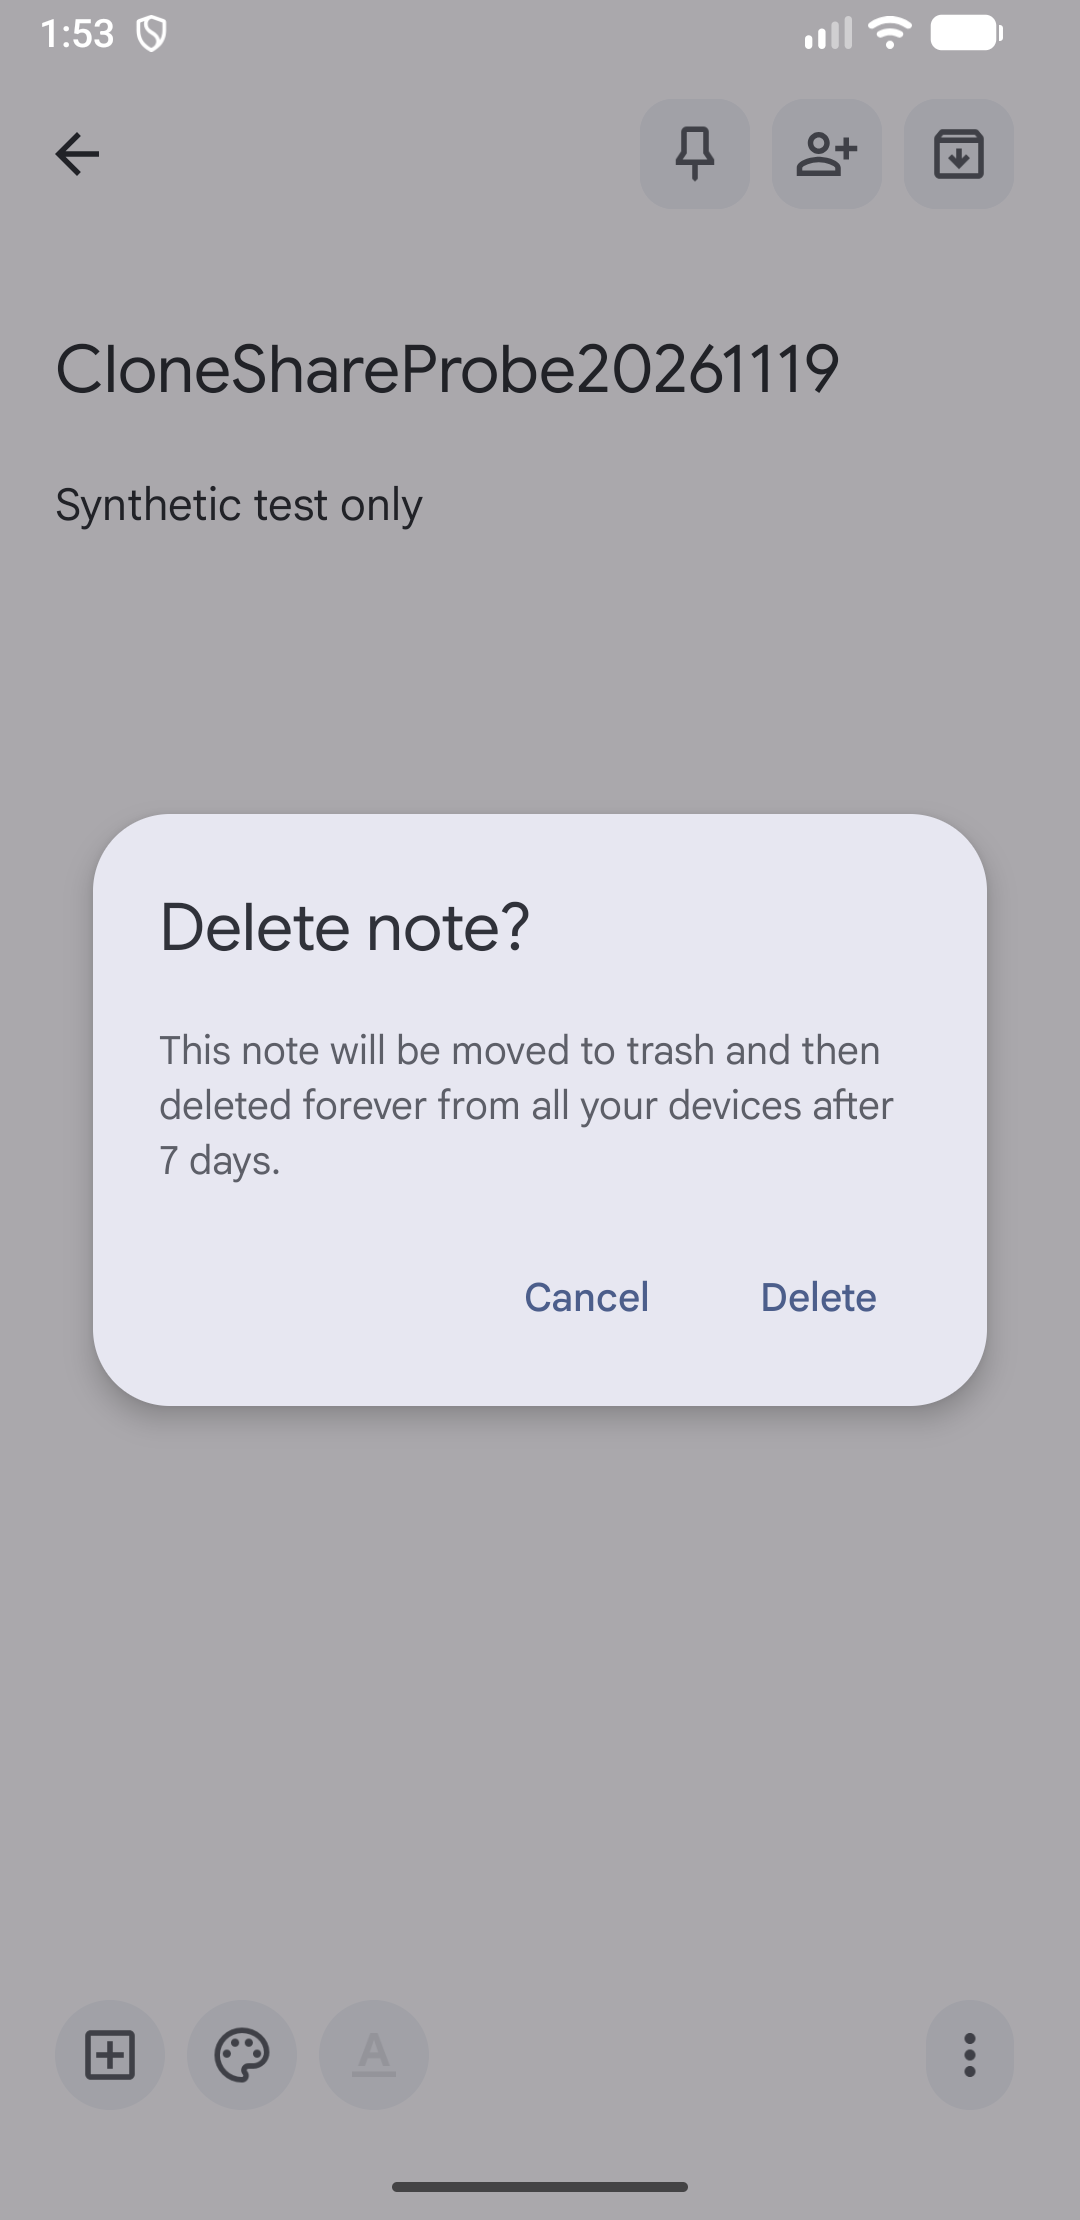 1:53
CloneShareProbe20261119
Synthetic test only
Delete note?
This note will be moved to trash and then
deleted forever from all your devices after
7 days.
Cancel Delete
A